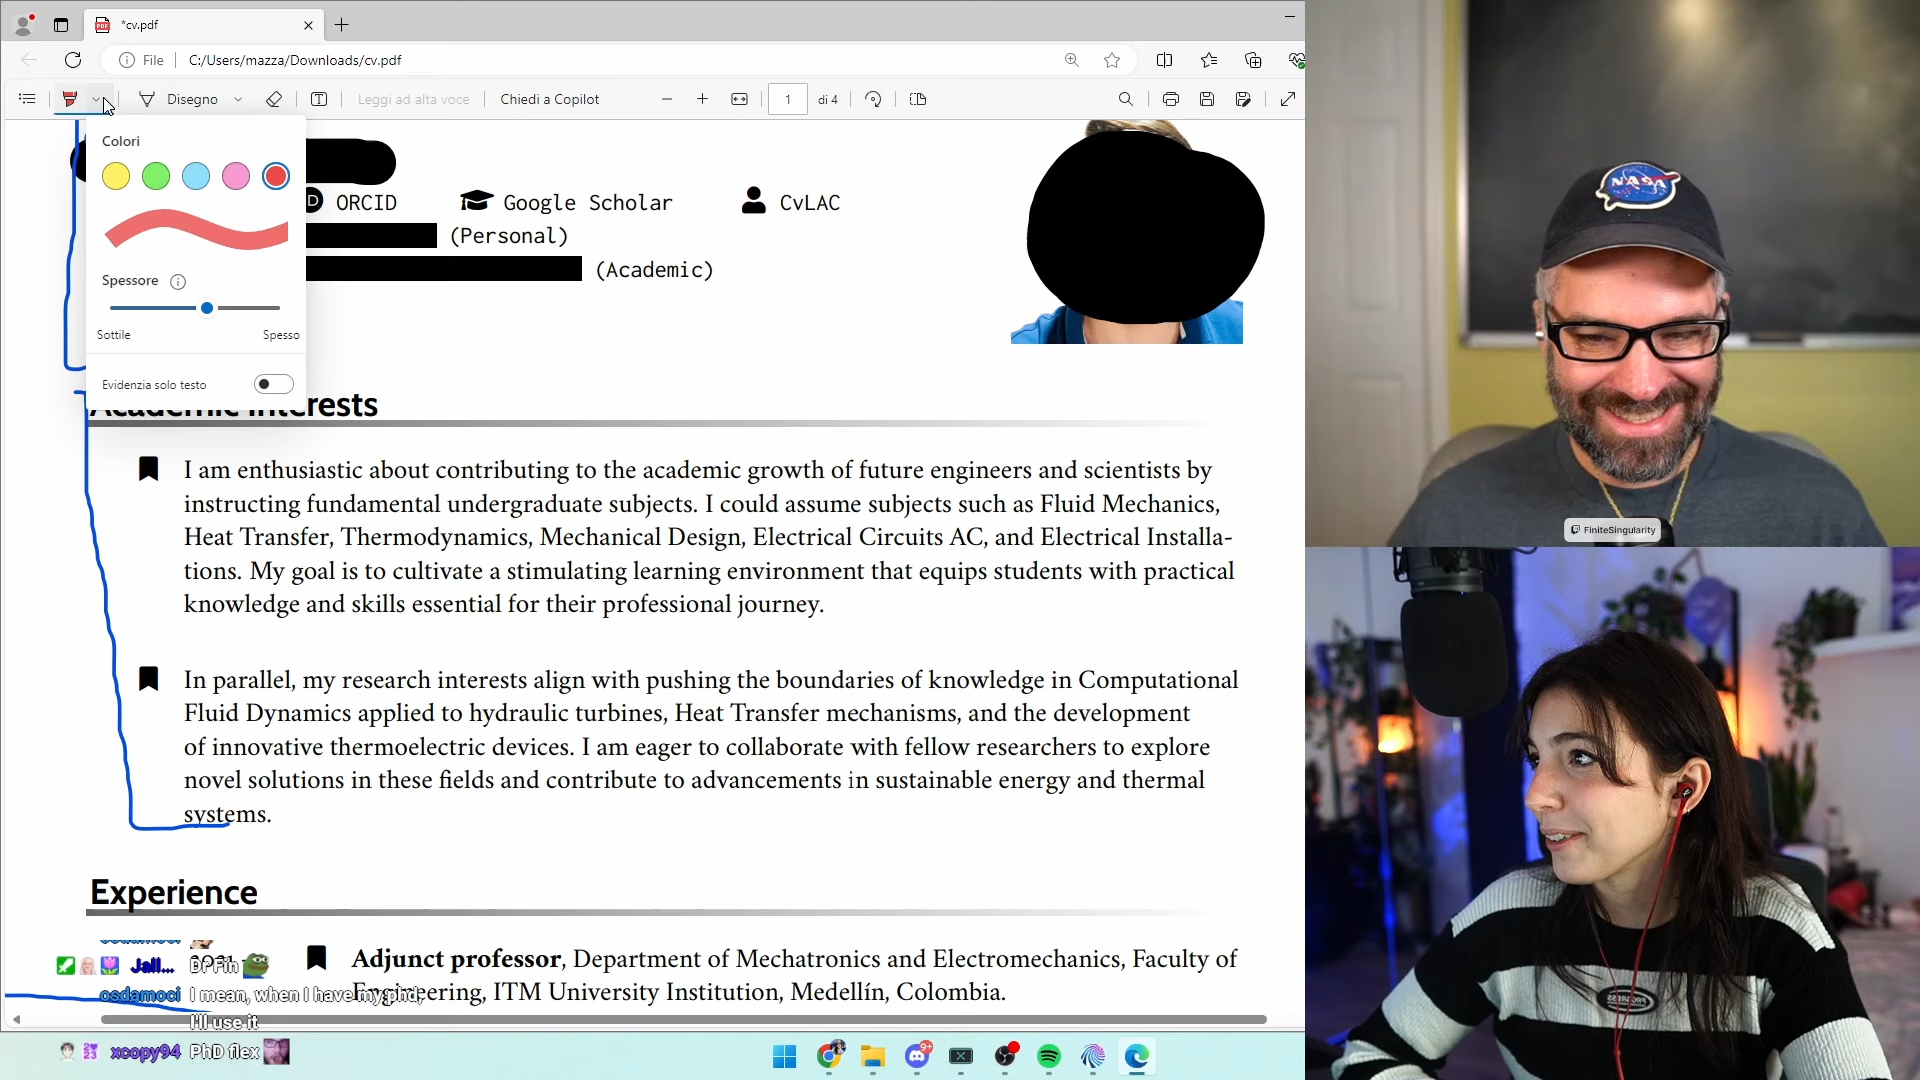 *cv.pdf
File
C:/Users/mazza/Downloads/cv.pdf
Disegno
Leggi ad alta voce
Chiedi a Copilot
1
di 4
Colori
Spessore
Sottile
Spesso
Evidenzia solo testo
ORCID
Google Scholar
CvLAC
(Personal)
(Academic)
Academic Interests
I am enthusiastic about contributing to the academic growth of future engineers and scientists by
instructing fundamental undergraduate subjects. I could assume subjects such as Fluid Mechanics,
Heat Transfer, Thermodynamics, Mechanical Design, Electrical Circuits AC, and Electrical Installa-
tions. My goal is to cultivate a stimulating learning environment that equips students with practical
knowledge and skills essential for their professional journey.
In parallel, my research interests align with pushing the boundaries of knowledge in Computational
Fluid Dynamics applied to hydraulic turbines, Heat Transfer mechanisms, and the development
of innovative thermoelectric devices. I am eager to collaborate with fellow researchers to explore
novel solutions in these fields and contribute to advancements in sustainable energy and thermal
systems.
Experience
Adjunct professor, Department of Mechatronics and Electromechanics, Faculty of
Engineering, ITM University Institution, Medellín, Colombia.
Jall... Dr Fin
osdamoci I mean, when I have my phd,
I'll use it
xcopy94 PhD flex
9+
NASA
FiniteSingularity